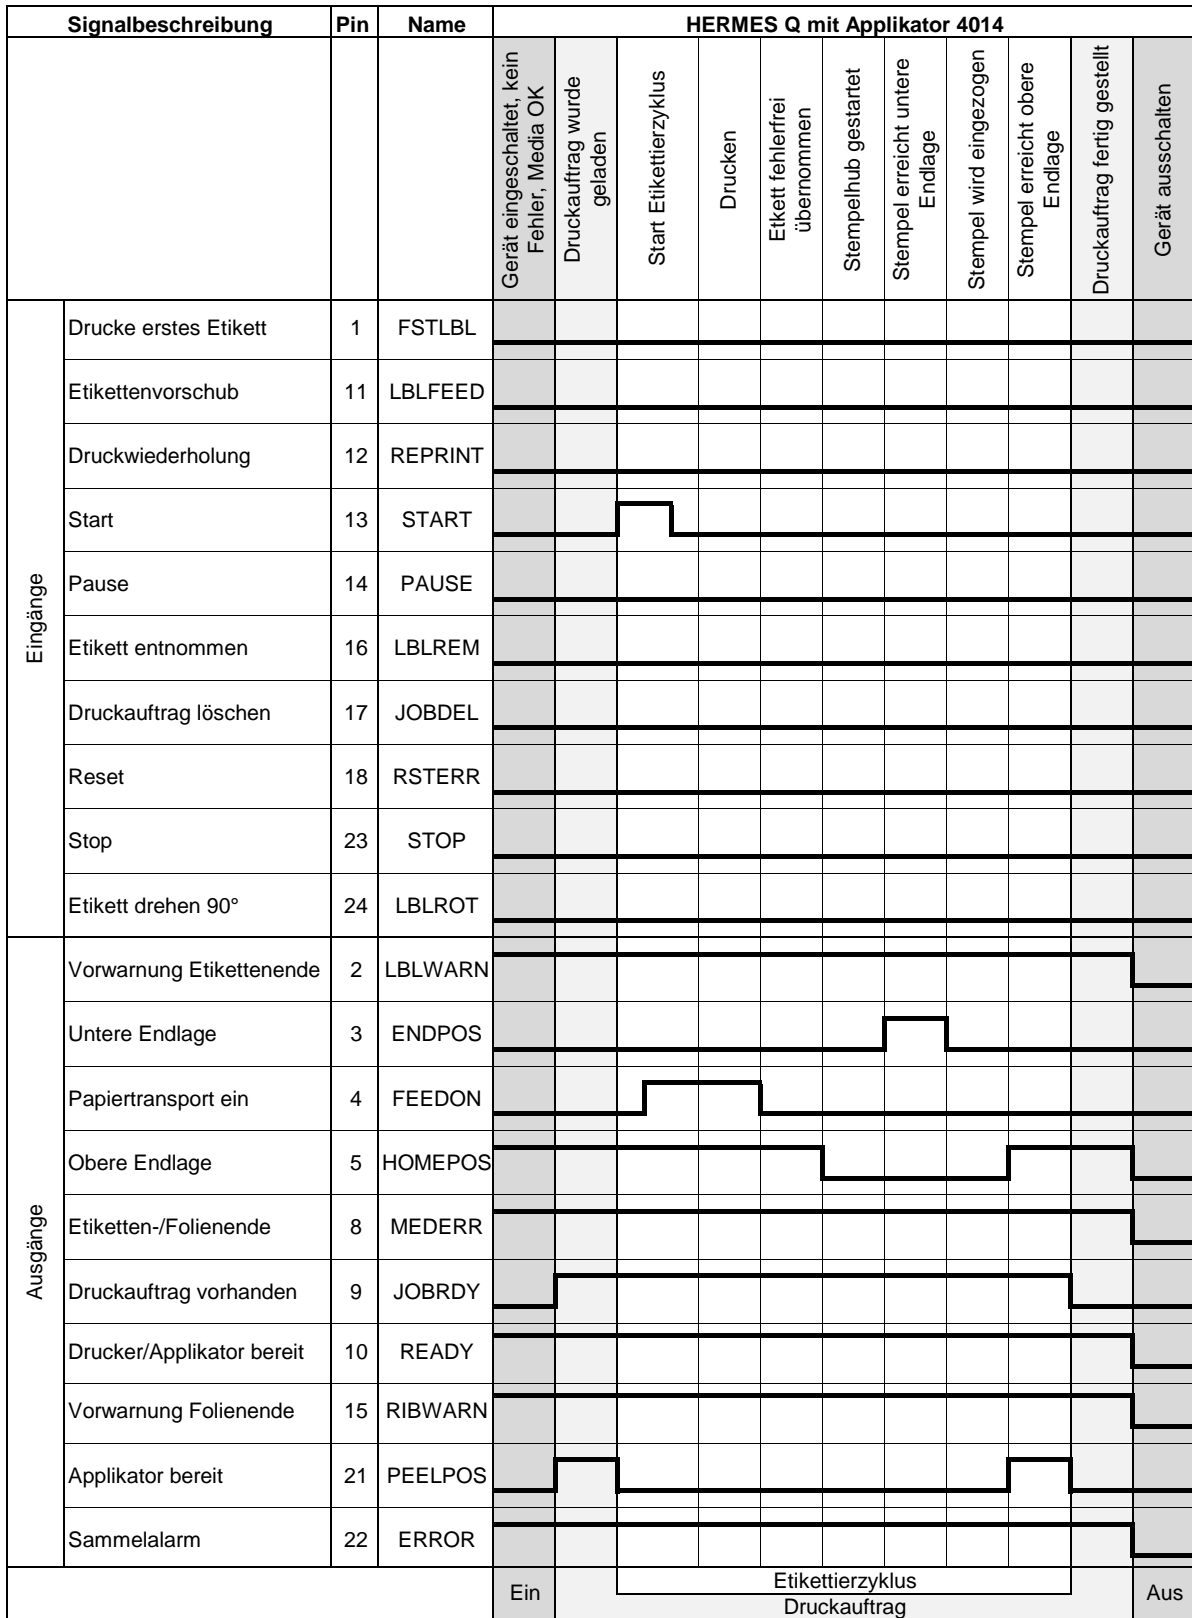 Signalbeschreibung Pin Name HERMES Q mit Applikator 4014
Gerät eingeschaltet, kein
Fehler, Media OK
Druckauftrag wurde
geladen
Start Etikettierzyklus
Drucken
Etkett fehlerfrei
übernommen
Stempelhub gestartet
Stempel erreicht untere
Endlage
Stempel wird eingezogen
Stempel erreicht obere
Endlage
Druckauftrag fertig gestellt
Gerät ausschalten
Eingänge
Drucke erstes Etikett 1 FSTLBL
Etikettenvorschub 11 LBLFEED
Druckwiederholung 12 REPRINT
Start 13 START
Pause 14 PAUSE
Etikett entnommen 16 LBLREM
Druckauftrag löschen 17 JOBDEL
Reset 18 RSTERR
Stop 23 STOP
Etikett drehen 90° 24 LBLROT
Ausgänge
Vorwarnung Etikettenende 2 LBLWARN
Untere Endlage 3 ENDPOS
Papiertransport ein 4 FEEDON
Obere Endlage 5 HOMEPOS
Etiketten-/Folienende 8 MEDERR
Druckauftrag vorhanden 9 JOBRDY
Drucker/Applikator bereit 10 READY
Vorwarnung Folienende 15 RIBWARN
Applikator bereit 21 PEELPOS
Sammelalarm 22 ERROR
Ein
Etikettierzyklus
Druckauftrag
Aus